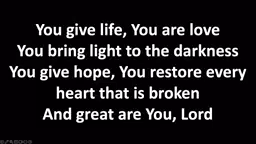 You give life, You are love
You bring light to the darkness
You give hope, You restore every
heart that is broken
And great are You, Lord